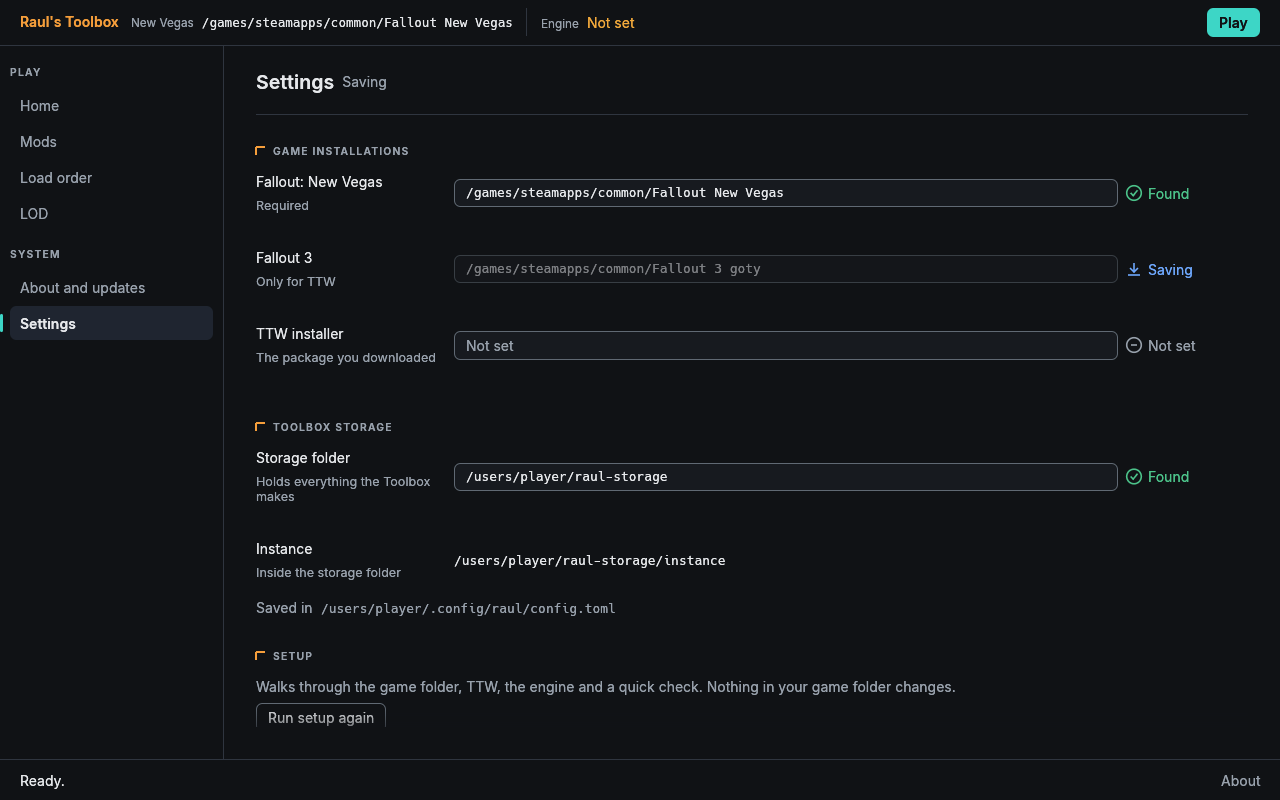 Raul's Toolbox New Vegas /games/steamapps/common/Fallout New Vegas Engine Not set Play
PLAY
Home
Mods
Load order
LOD
SYSTEM
About and updates
Settings
Settings Saving
GAME INSTALLATIONS
Fallout: New Vegas
Required
/games/steamapps/common/Fallout New Vegas
Found
Fallout 3
Only for TTW
/games/steamapps/common/Fallout 3 goty
Saving
TTW installer
The package you downloaded
Not set
Not set
TOOLBOX STORAGE
Storage folder
Holds everything the Toolbox
makes
/users/player/raul-storage
Found
Instance
Inside the storage folder
/users/player/raul-storage/instance
Saved in /users/player/.config/raul/config.toml
SETUP
Walks through the game folder, TTW, the engine and a quick check. Nothing in your game folder changes.
Run setup again
Ready.
About